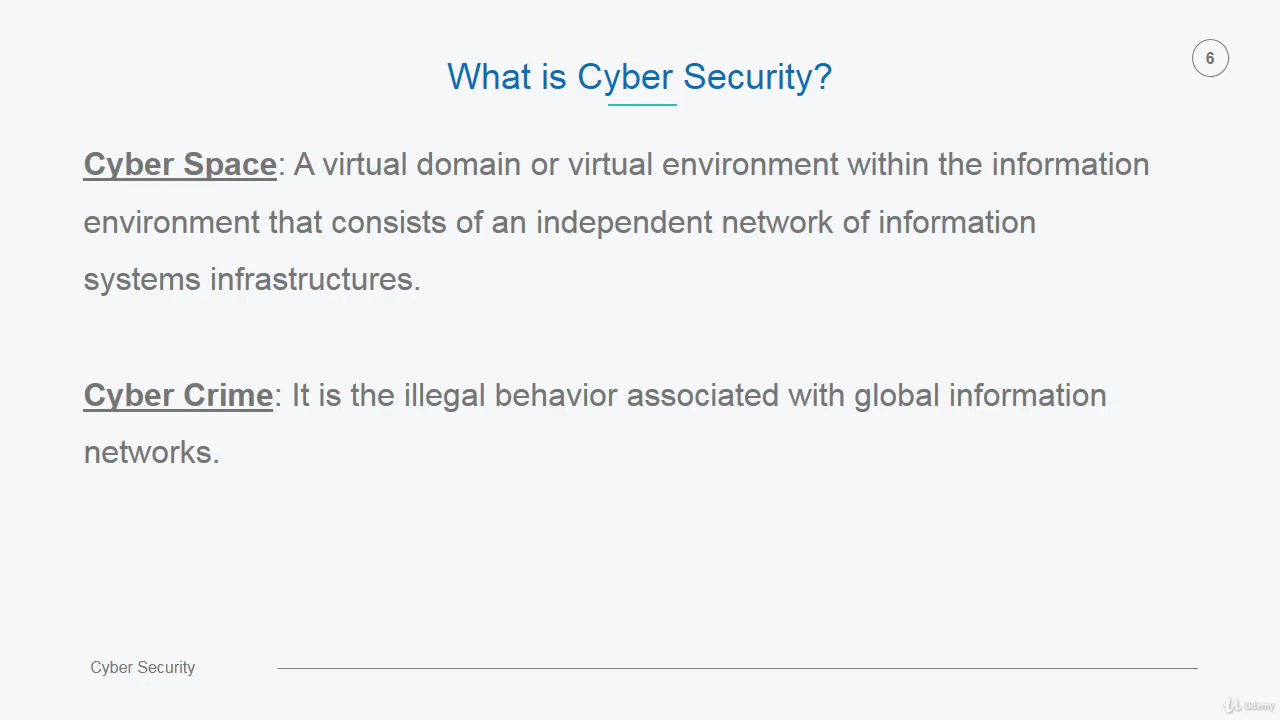 What is Cyber Security?
6
Cyber Space: A virtual domain or virtual environment within the information
environment that consists of an independent network of information
systems infrastructures.
Cyber Crime: It is the illegal behavior associated with global information
networks.
Cyber Security
Udemy